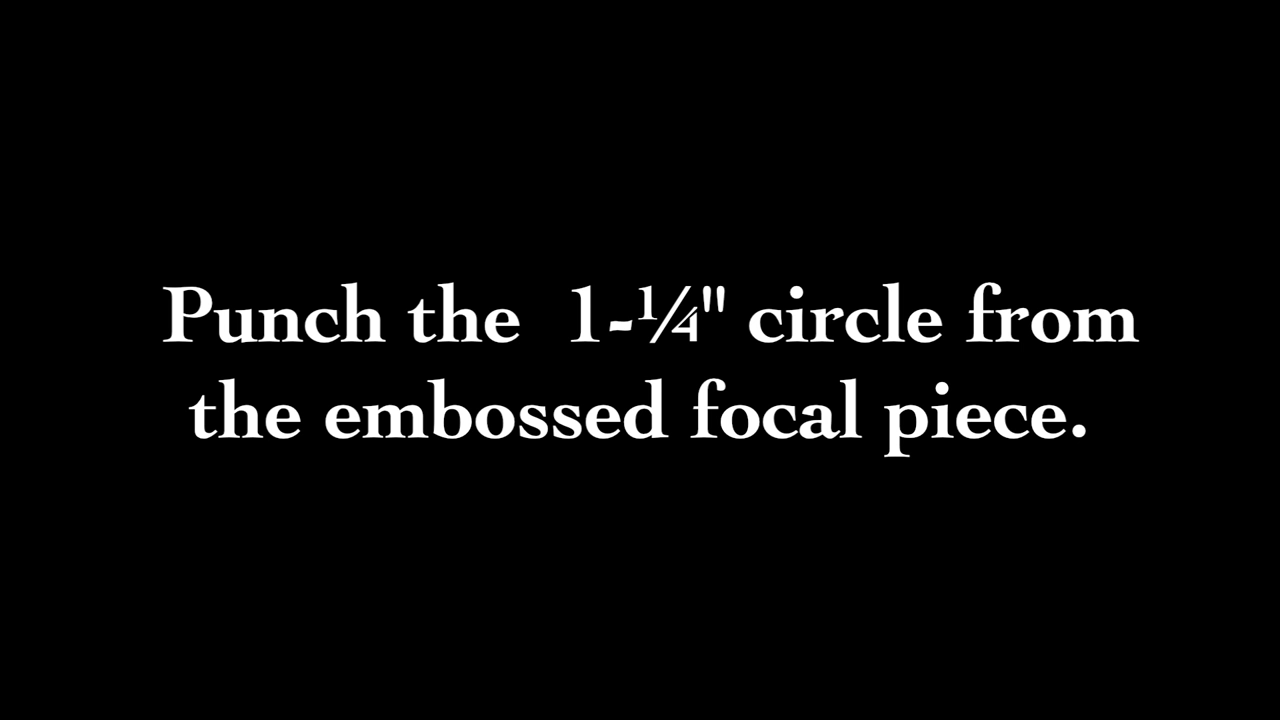 Punch the  1-¼" circle from
the embossed focal piece.